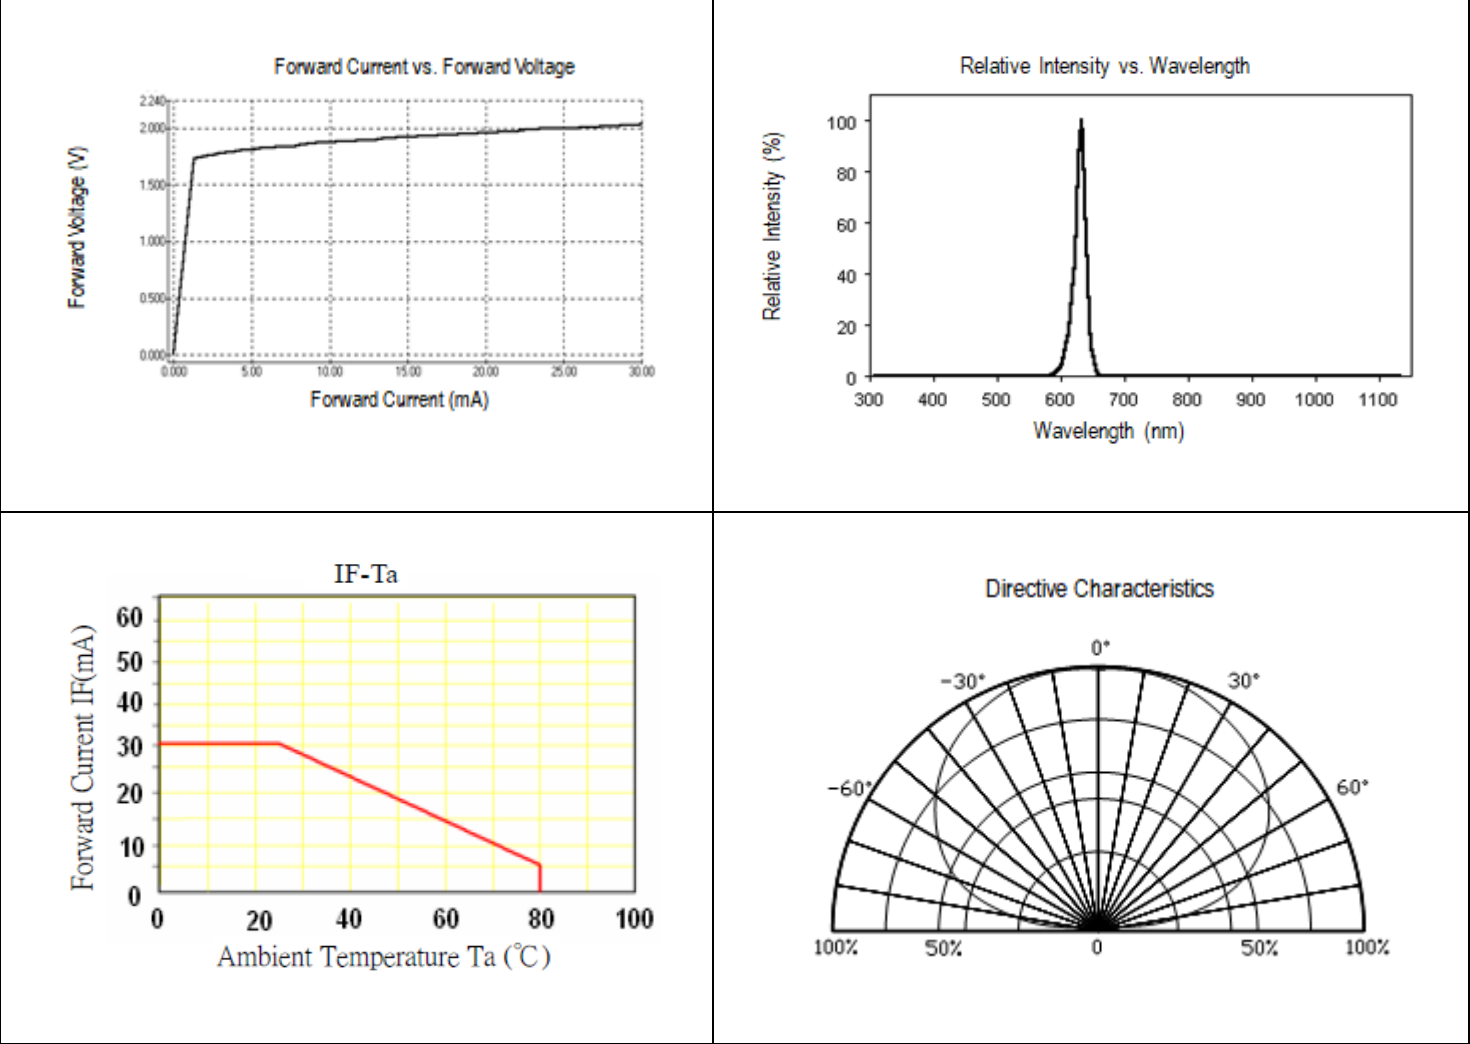 Forward Current vs. Forward Voltage
Forward Voltage (V)
2.240
2.000
1.500
1.000
0.500
0.000
0.000 5.00 10.00 15.00 20.00 25.00 30.00
Forward Current (mA)
Relative Intensity vs. Wavelength
Relative Intensity (%)
100
80
60
40
20
0
300 400 500 600 700 800 900 1000 1100
Wavelength (nm)
IF-Ta
Forward Current IF(mA)
60
50
40
30
20
10
0
0 20 40 60 80 100
Ambient Temperature Ta (℃)
Directive Characteristics
0°
-30° 30°
-60° 60°
100% 50% 0 50% 100%